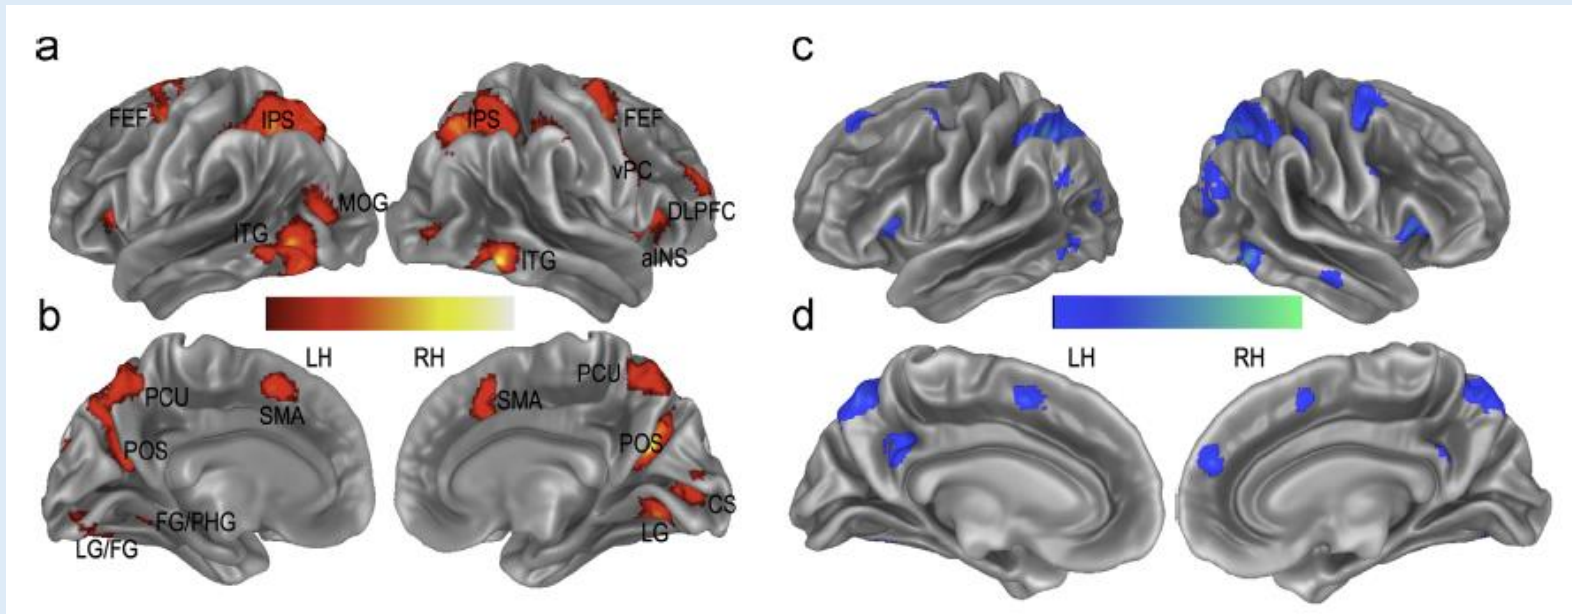 a
FEF
IPS
MOG
ITG
IPS
FEF
vPC
DLPFC
aINS
ITG
b
LH
RH
PCU
SMA
POS
FG/PHG
LG/FG
SMA
PCU
POS
CS
LG
c
d
LH
RH